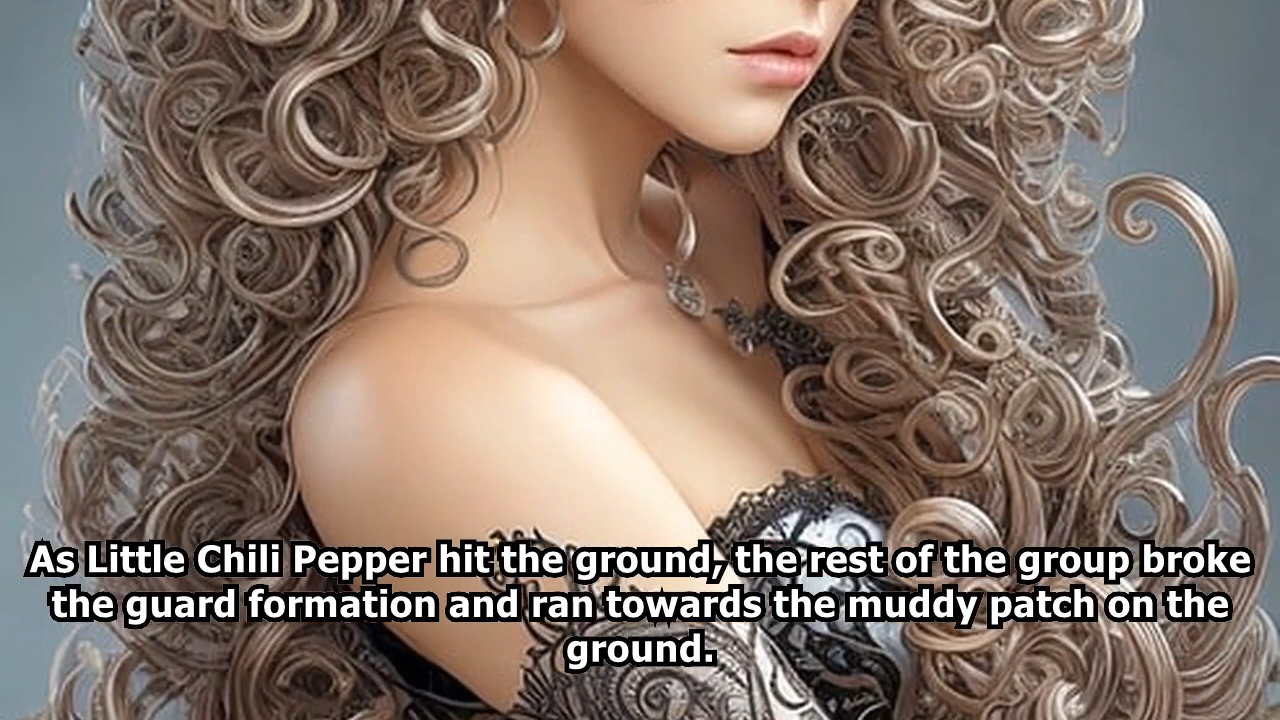 As Little Chili Pepper hit the ground, the rest of the group broke
the guard formation and ran towards the muddy patch on the
ground.